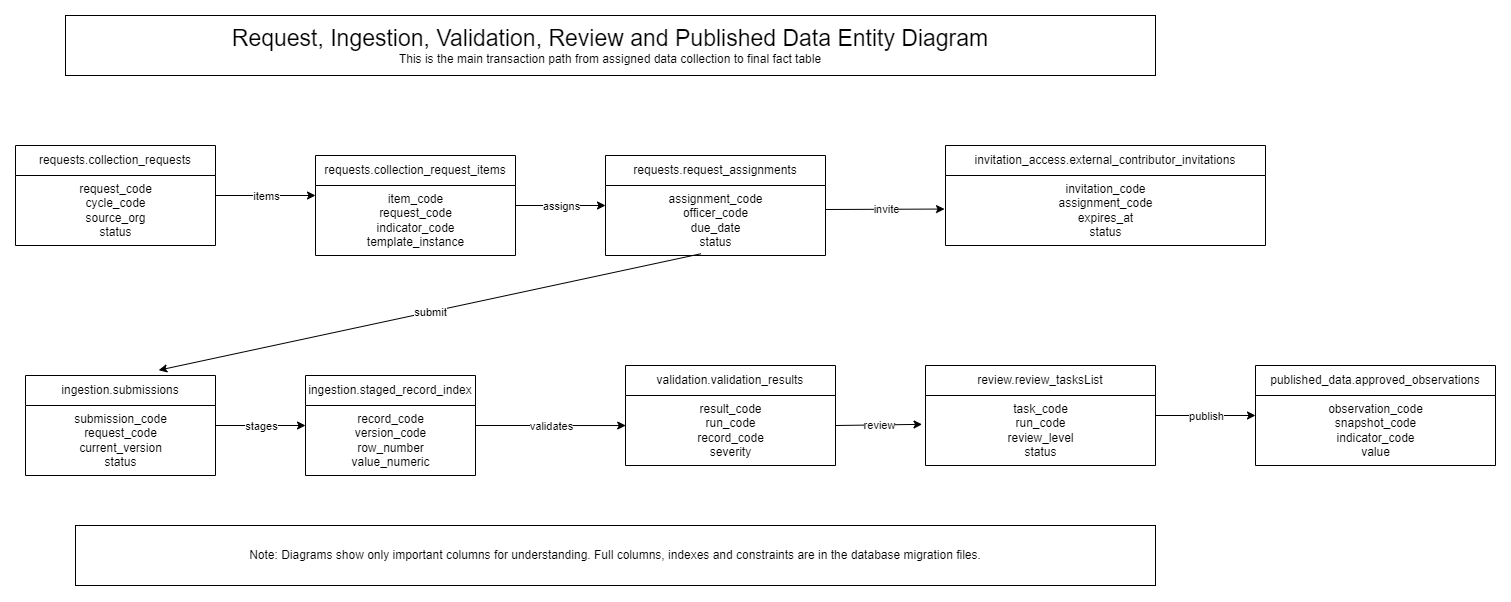 Request, Ingestion, Validation, Review and Published Data Entity Diagram
This is the main transaction path from assigned data collection to final fact table
requests.collection_requests
request_code
cycle_code
source_org
status
items
requests.collection_request_items
item_code
request_code
indicator_code
template_instance
assigns
requests.request_assignments
assignment_code
officer_code
due_date
status
invite
invitation_access.external_contributor_invitations
invitation_code
assignment_code
expires_at
status
submit
ingestion.submissions
submission_code
request_code
current_version
status
stages
ingestion.staged_record_index
record_code
version_code
row_number
value_numeric
validates
validation.validation_results
result_code
run_code
record_code
severity
review
review.review_tasksList
task_code
run_code
review_level
status
publish
published_data.approved_observations
observation_code
snapshot_code
indicator_code
value
Note: Diagrams show only important columns for understanding. Full columns, indexes and constraints are in the database migration files.